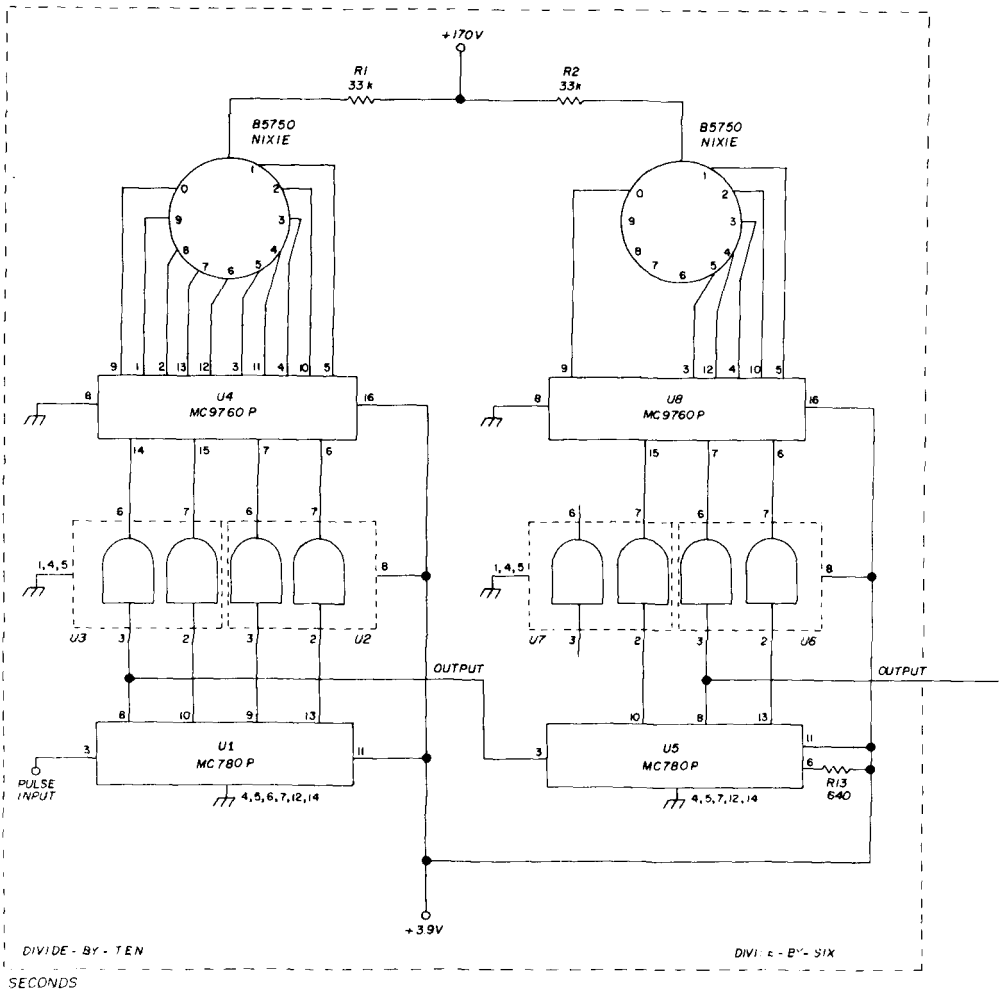 +170V
R1
33k
R2
33k
B5750
NIXIE
B5750
NIXIE
0 1 2 3 4 5 6 7 8 9
0 1 2 3 4 5 6 7 8 9
9 1 2 13 12 3 11 4 10 5
9 3 12 4 10 5
8
U4
MC9760P
16
8
U8
MC9760P
16
14 15 7 6
15 7 6
6 7 6 7
6 7 6 7
1,4,5
8
1,4,5
8
U3 3 2 3 2 U2
U7 3 2 3 2 U6
OUTPUT
OUTPUT
8 10 9 13
10 8 13
3
U1
MC780P
11
3
U5
MC780P
11
6
R13
640
PULSE
INPUT
4,5,6,7,12,14
4,5,7,12,14
+3.9V
DIVIDE-BY-TEN
DIVIDE-BY-SIX
SECONDS